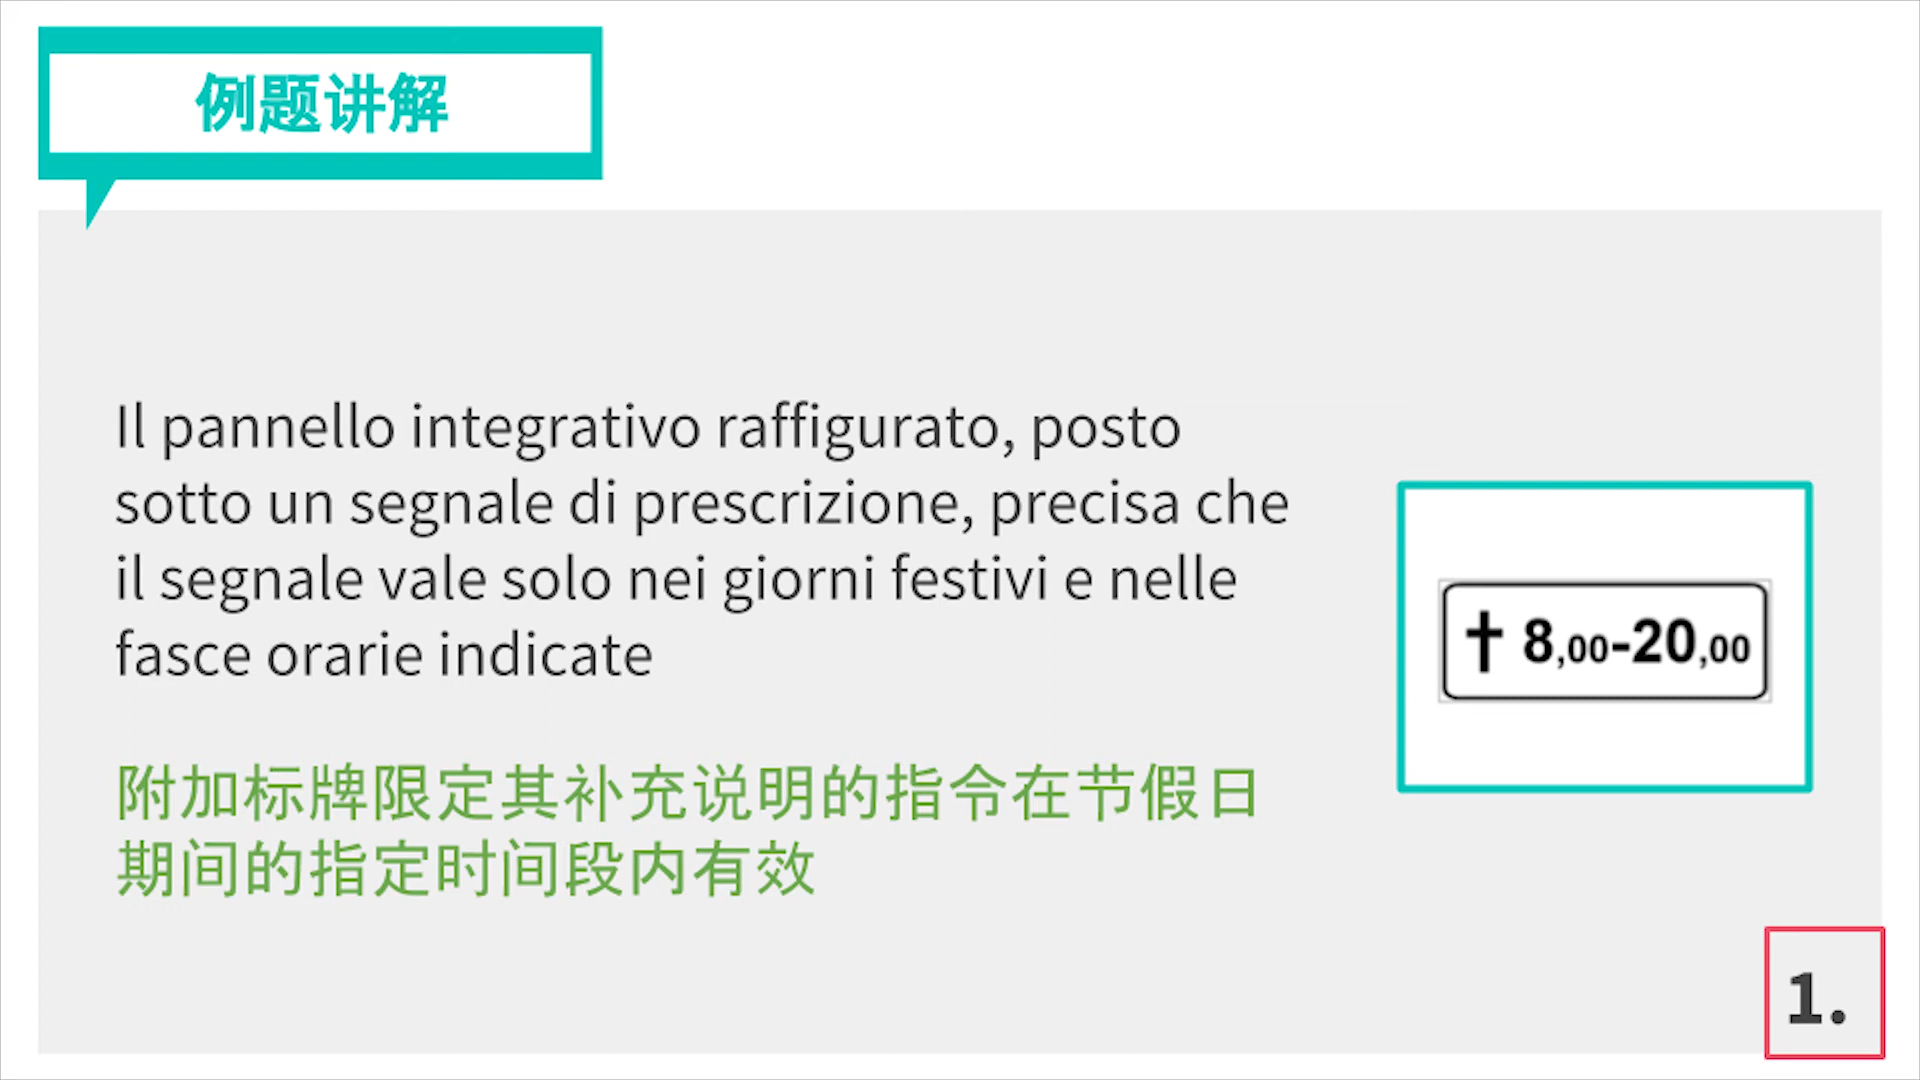 例题讲解
Il pannello integrativo raffigurato, posto
sotto un segnale di prescrizione, precisa che
il segnale vale solo nei giorni festivi e nelle
fasce orarie indicate
† 8,00-20,00
附加标牌限定其补充说明的指令在节假日
期间的指定时间段内有效
1.